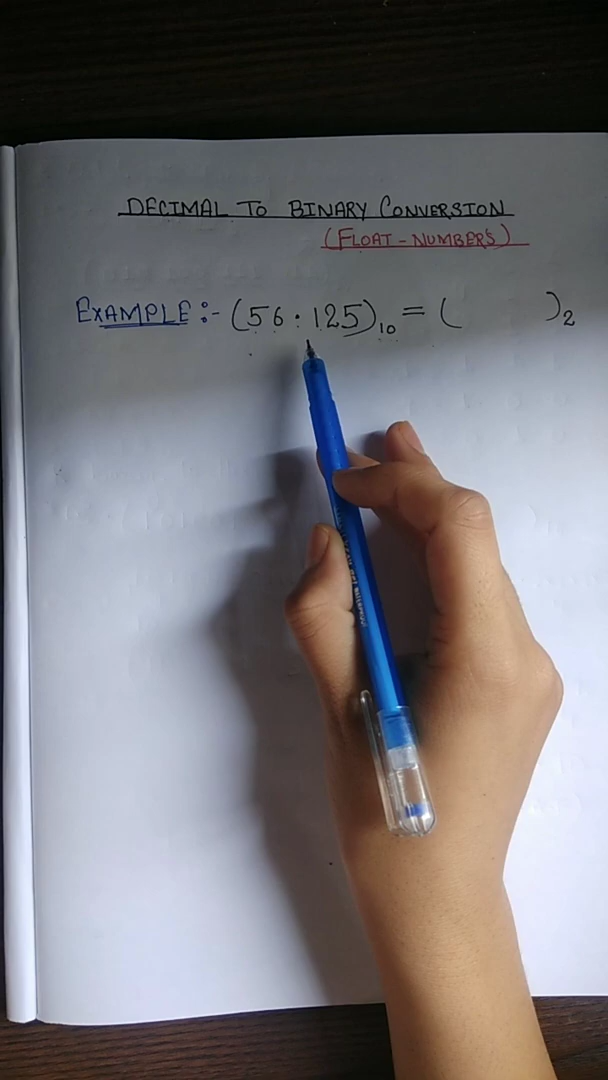 DECIMAL TO BINARY CONVERSION
(FLOAT-NUMBERS)
EXAMPLE:- (56.125)₁₀ = ( )₂